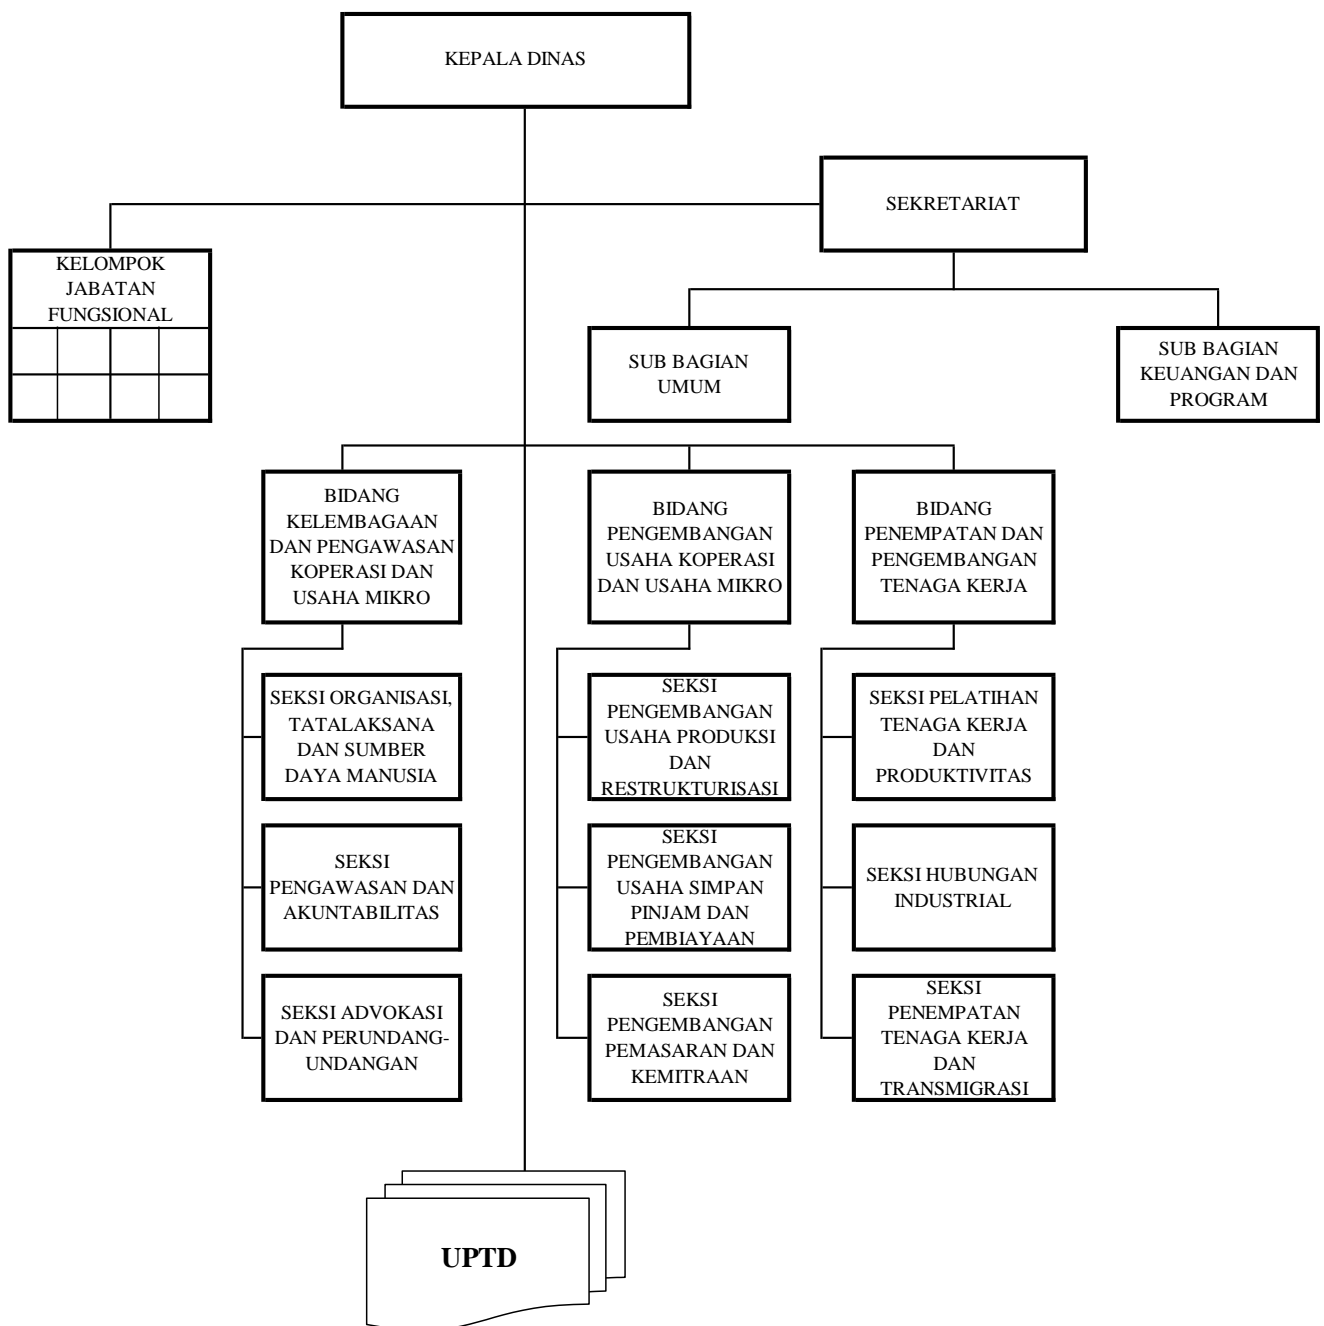 KEPALA DINAS
SEKRETARIAT
KELOMPOK
JABATAN
FUNGSIONAL
SUB BAGIAN
UMUM
SUB BAGIAN
KEUANGAN DAN
PROGRAM
BIDANG
KELEMBAGAAN
DAN PENGAWASAN
KOPERASI DAN
USAHA MIKRO
BIDANG
PENGEMBANGAN
USAHA KOPERASI
DAN USAHA MIKRO
BIDANG
PENEMPATAN DAN
PENGEMBANGAN
TENAGA KERJA
SEKSI ORGANISASI,
TATALAKSANA
DAN SUMBER
DAYA MANUSIA
SEKSI
PENGEMBANGAN
USAHA PRODUKSI
DAN
RESTRUKTURISASI
SEKSI PELATIHAN
TENAGA KERJA
DAN
PRODUKTIVITAS
SEKSI
PENGAWASAN DAN
AKUNTABILITAS
SEKSI
PENGEMBANGAN
USAHA SIMPAN
PINJAM DAN
PEMBIAYAAN
SEKSI HUBUNGAN
INDUSTRIAL
SEKSI ADVOKASI
DAN PERUNDANG-
UNDANGAN
SEKSI
PENGEMBANGAN
PEMASARAN DAN
KEMITRAAN
SEKSI
PENEMPATAN
TENAGA KERJA
DAN
TRANSMIGRASI
UPTD